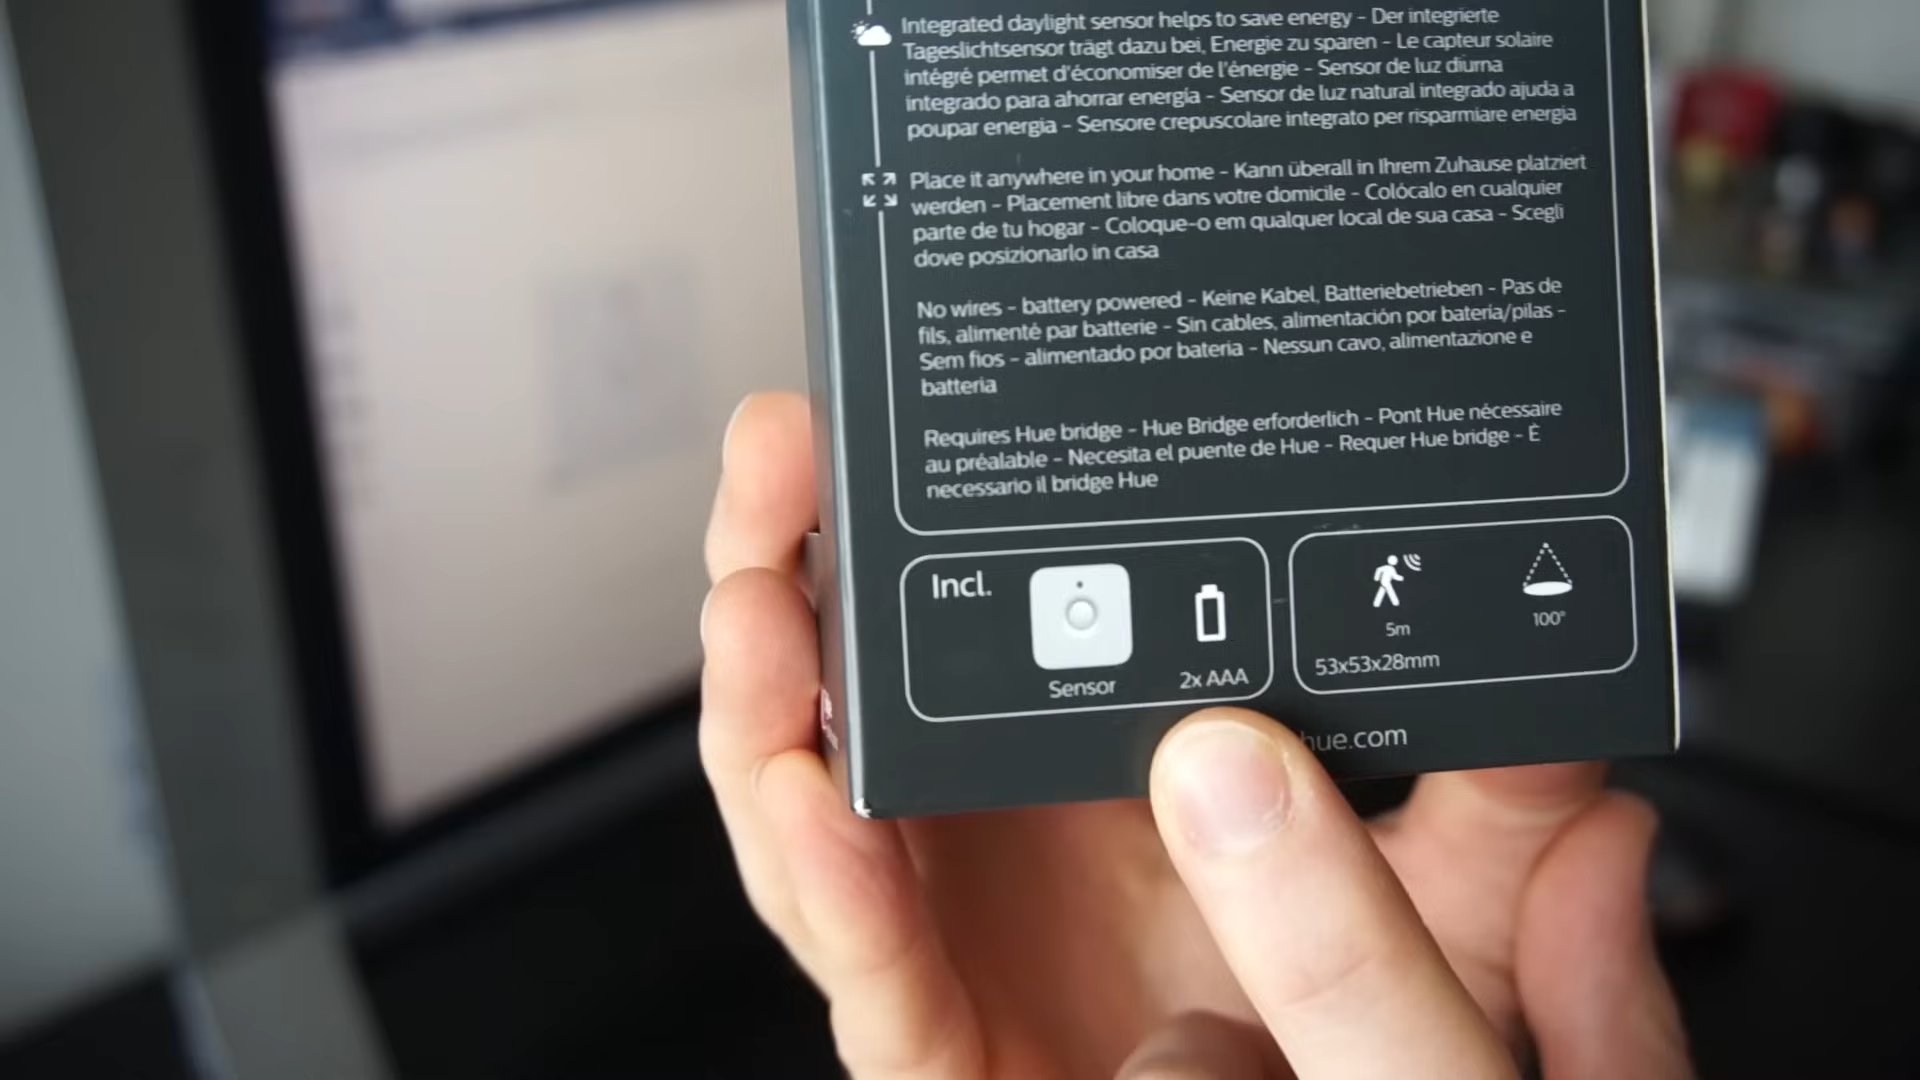 Integrated daylight sensor helps to save energy – Der integrierte
Tageslichtsensor trägt dazu bei, Energie zu sparen – Le capteur solaire
intégré permet d'économiser de l'énergie – Sensor de luz diurna
integrado para ahorrar energía – Sensor de luz natural integrado ajuda a
poupar energia – Sensore crepuscolare integrato per risparmiare energia
Place it anywhere in your home – Kann überall in Ihrem Zuhause platziert
werden – Placement libre dans votre domicile – Colócalo en cualquier
parte de tu hogar – Coloque-o em qualquer local de sua casa – Scegli
dove posizionarlo in casa
No wires – battery powered – Keine Kabel, Batteriebetrieben – Pas de
fils, alimenté par batterie – Sin cables, alimentación por batería/pilas –
Sem fios – alimentado por bateria – Nessun cavo, alimentazione e
batteria
Requires Hue bridge – Hue Bridge erforderlich – Pont Hue nécessaire
au préalable – Necesita el puente de Hue – Requer Hue bridge – È
necessario il bridge Hue
Incl.
Sensor
2x AAA
5m
100°
53x53x28mm
hue.com